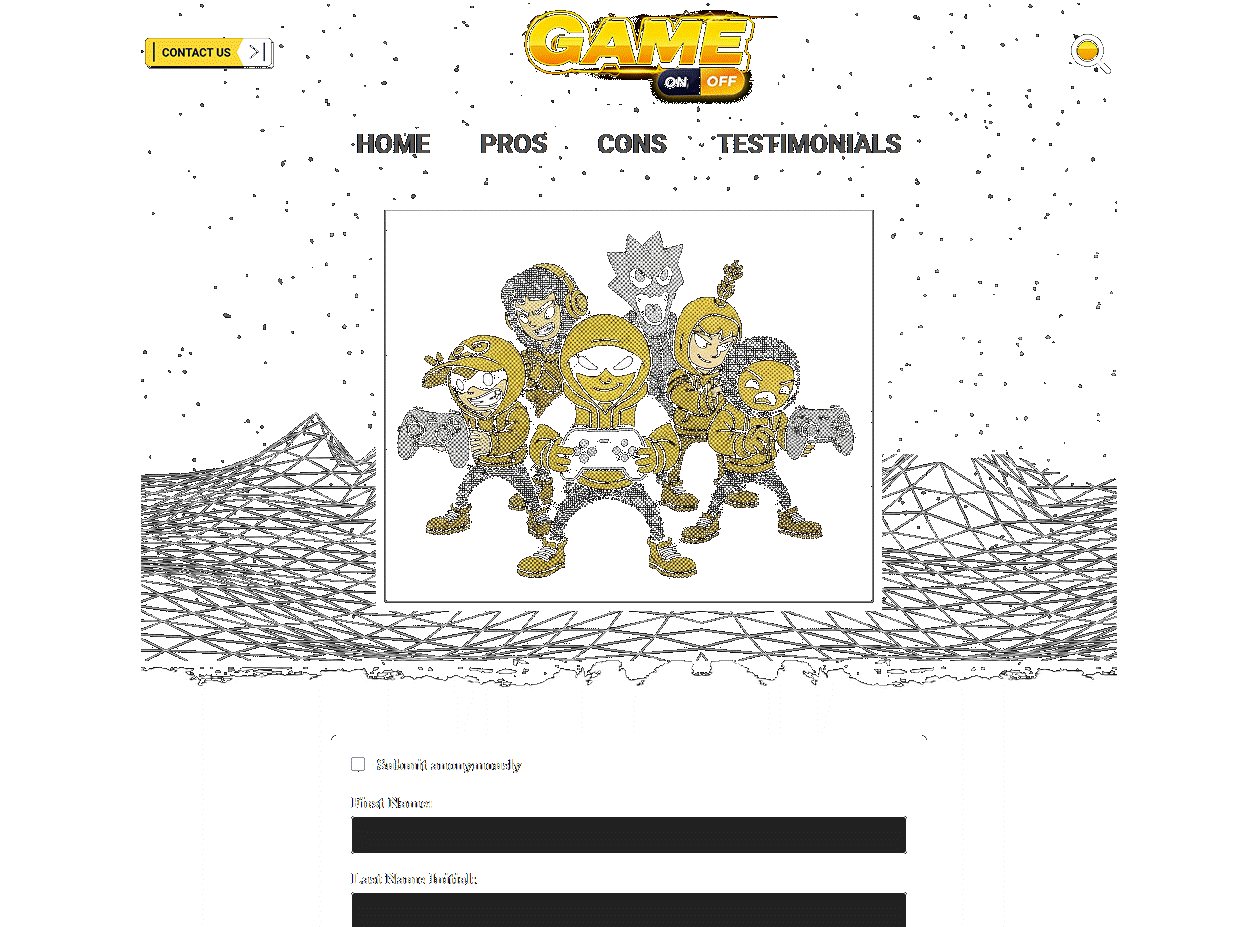 GAME
ON OFF
CONTACT US
HOME PROS CONS TESTIMONIALS
Submit anonymously
First Name:
Last Name Initial: